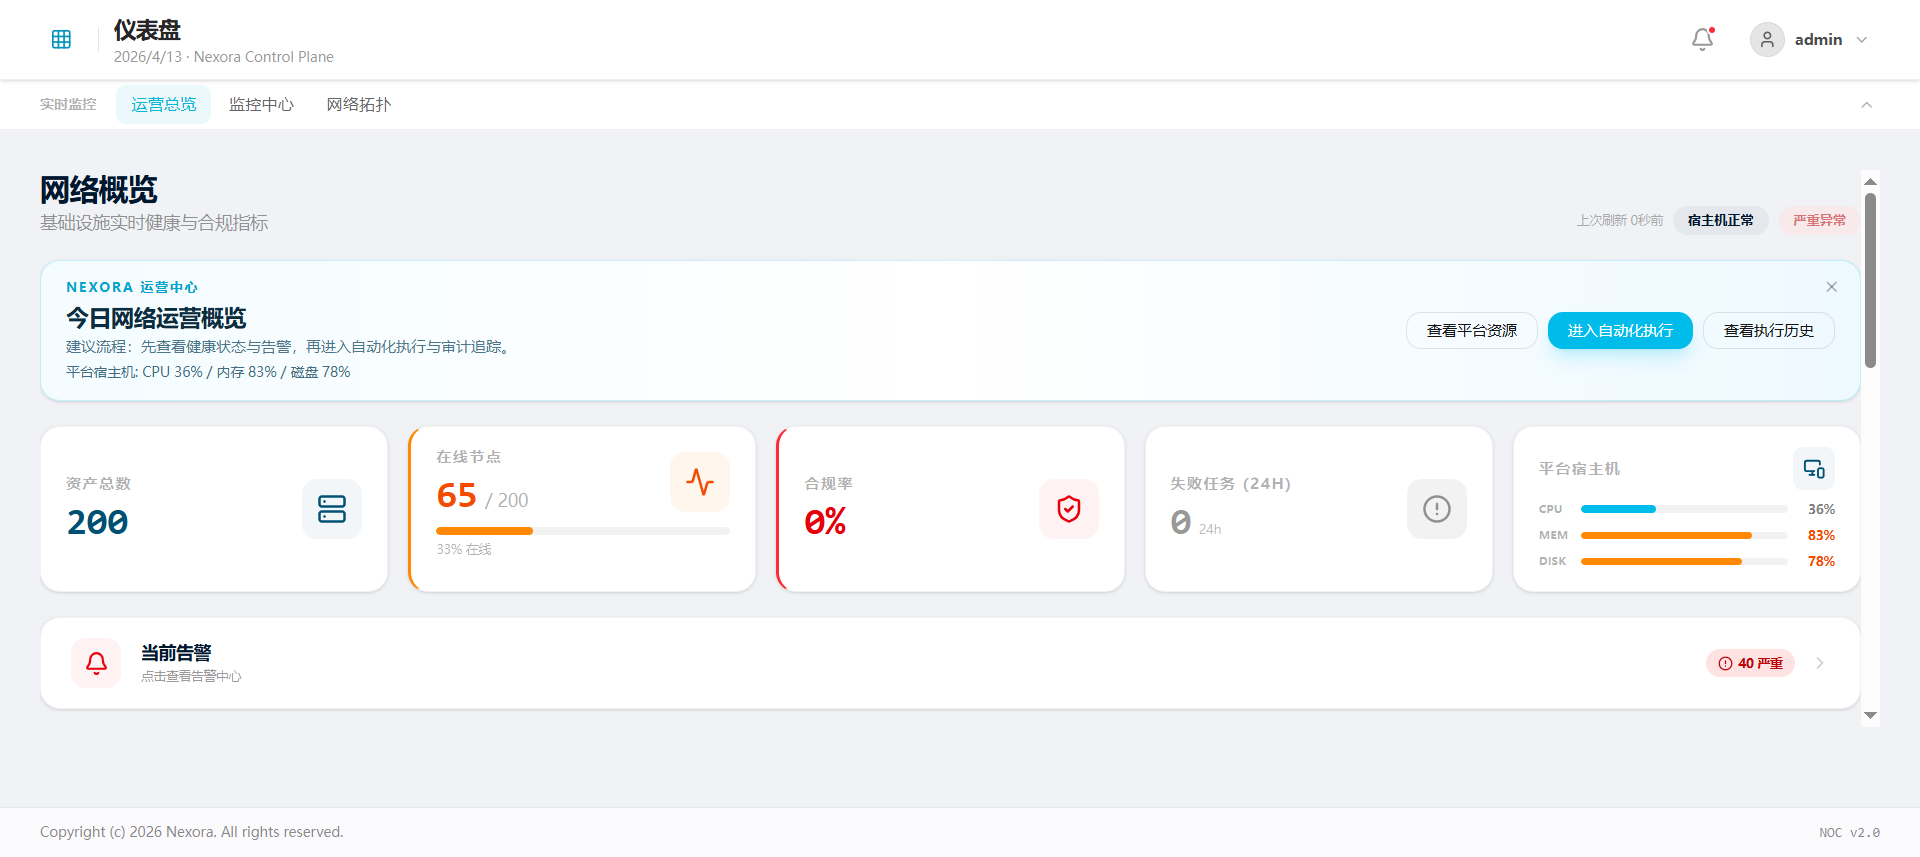 仪表盘
2026/4/13 · Nexora Control Plane
admin
实时监控 运营总览 监控中心 网络拓扑
网络概览
基础设施实时健康与合规指标
上次刷新 0秒前 宿主机正常 严重异常
NEXORA 运营中心
今日网络运营概览
建议流程：先查看健康状态与告警，再进入自动化执行与审计追踪。
平台宿主机: CPU 36% / 内存 83% / 磁盘 78%
查看平台资源 进入自动化执行 查看执行历史
资产总数
200
在线节点
65 / 200
33% 在线
合规率
0%
失败任务 (24H)
0 24h
平台宿主机
CPU 36%
MEM 83%
DISK 78%
当前告警
点击查看告警中心
40 严重
Copyright (c) 2026 Nexora. All rights reserved.
NOC v2.0